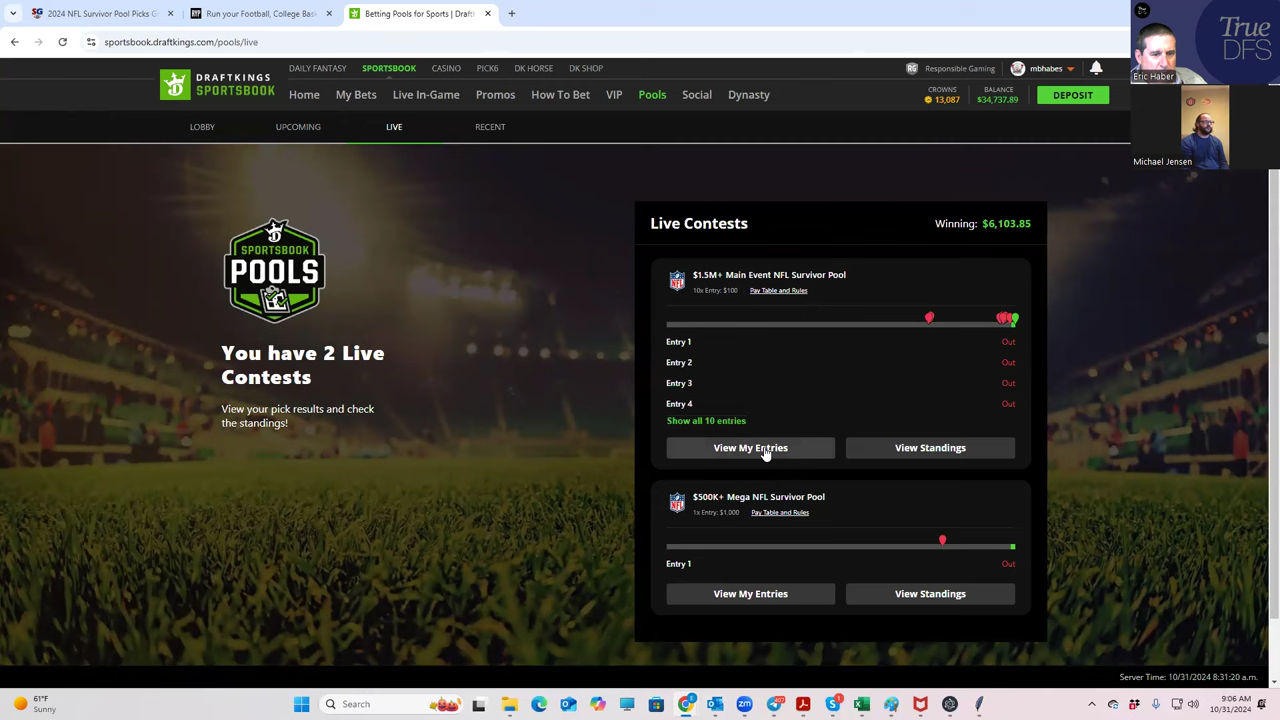 2024 NFL Survivor Pool Picks G
Run your Football, College Bask
Betting Pools for Sports | Draft
sportsbook.draftkings.com/pools/live
True
DFS
Eric Haber
Michael Jensen
DRAFTKINGS
SPORTSBOOK
DAILY FANTASY SPORTSBOOK CASINO PICK6 DK HORSE DK SHOP
RG Responsible Gaming mbhabes
Home My Bets Live In-Game Promos How To Bet VIP Pools Social Dynasty
CROWNS
13,087
BALANCE
$34,737.89
DEPOSIT
LOBBY UPCOMING LIVE RECENT
SPORTSBOOK
POOLS
You have 2 Live
Contests
View your pick results and check
the standings!
Live Contests Winning: $6,103.85
NFL
$1.5M+ Main Event NFL Survivor Pool
10x Entry: $100 Pay Table and Rules
Entry 1 Out
Entry 2 Out
Entry 3 Out
Entry 4 Out
Show all 10 entries
View My Entries View Standings
NFL
$500K+ Mega NFL Survivor Pool
1x Entry: $1,000 Pay Table and Rules
Entry 1 Out
View My Entries View Standings
Server Time: 10/31/2024 8:31:20 a.m.
61°F
Sunny
Search
9:06 AM
10/31/2024